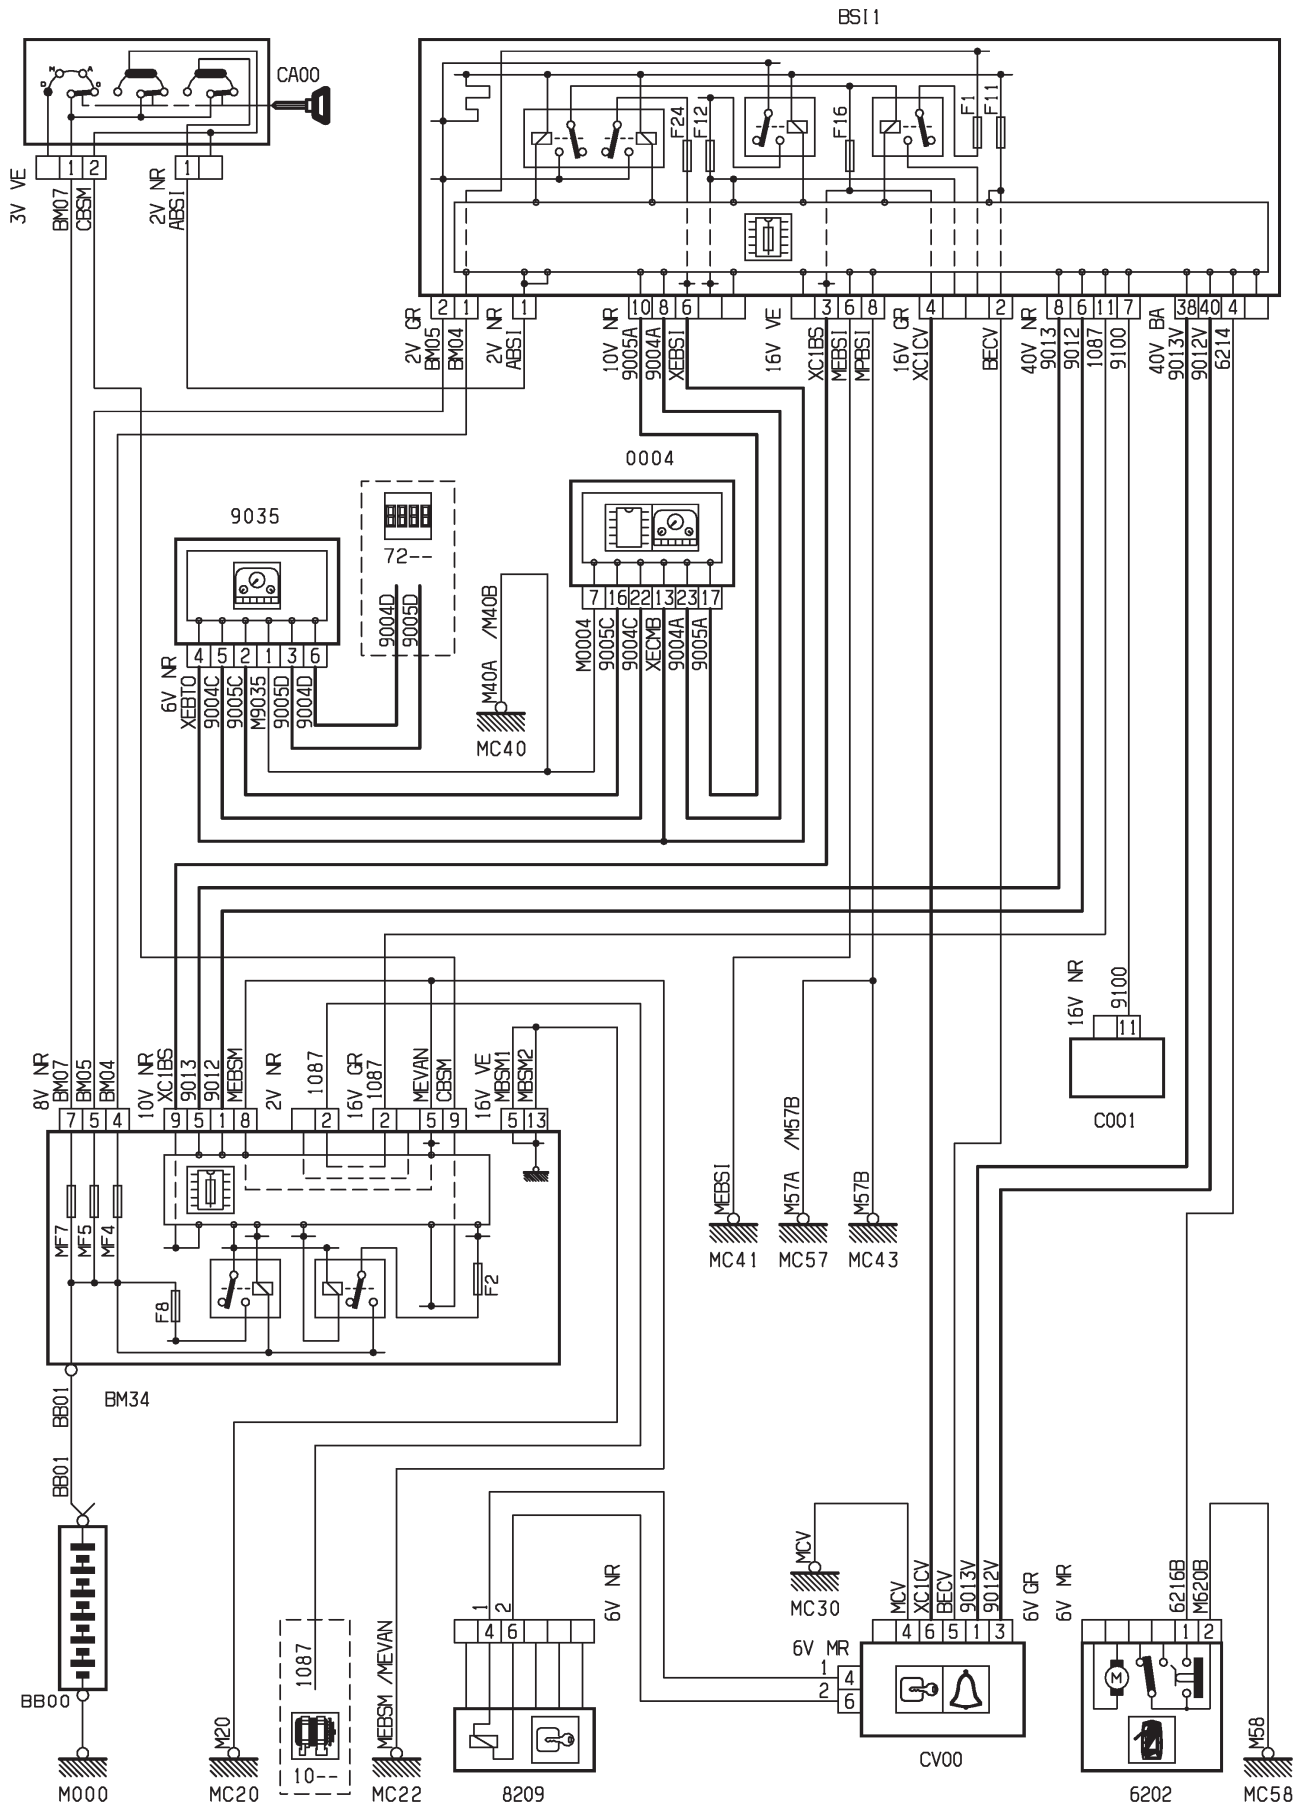 BSI1
CA00
N A
D D
3V VE
1 2
BM07
CBSM
2V NR
1
ABSI
F24
F12
F16
F1
F11
2V GR
2 1
BM05
BM04
2V NR
1
ABSI
10V NR
10 8 6
9005A
9004A
XEBSI
16V VE
3 6 8
XC1BS
MEBSI
MPBSI
16V GR
4 2
XC1CV
BECV
40V NR
8 6 11 7
9013
9012
1087
9100
40V BA
38 40 4
9013V
9012V
6214
0004
7 16 22 13 23 17
M0004
9005C
9004C
XECMB
9004A
9005A
9035
4 5 2 1 3 6
6V NR
XEBTO
9004C
9005C
M9035
9005D
9004D
72--
9004D
9005D
M40A /M40B
MC40
16V NR
9100
11
C001
8V NR
BM07
BM05
BM04
7 5 4
10V NR
XC1BS
9013
9012
MEBSM
9 5 1 8
2V NR
1087
2
16V GR
1087
MEVAN
CBSM
2 5 9
16V VE
MBSM1
MBSM2
5 13
MF7
MF5
MF4
F8
F2
BM34
MEBSI
MC41
M57A /M57B
MC57
M57B
MC43
BB01
BB01
BB00
M000
M20
MC20
1087
10--
MEBSM /MEVAN
MC22
1 2
4 6
6V NR
8209
MCV
MC30
MCV
XC1CV
BECV
9013V
9012V
6V GR
4 6 5 1 3
6V MR
1 4
2 6
CV00
6V MR
6216B
M620B
1 2
M
6202
M58
MC58